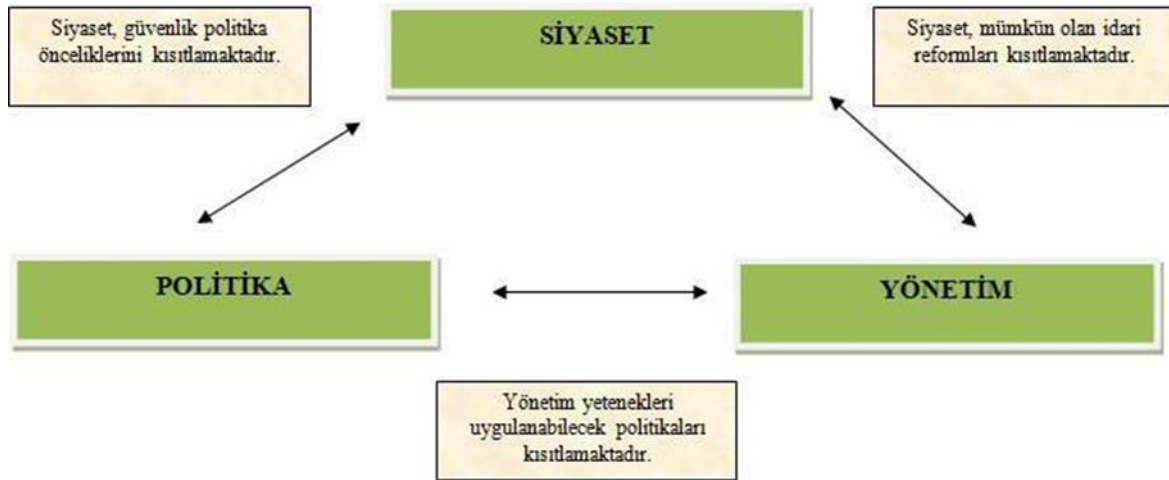 Siyaset, güvenlik politika
önceliklerini kısıtlamaktadır.
SİYASET
Siyaset, mümkün olan idari
reformları kısıtlamaktadır.
POLİTİKA
YÖNETİM
Yönetim yetenekleri
uygulanabilecek politikaları
kısıtlamaktadır.